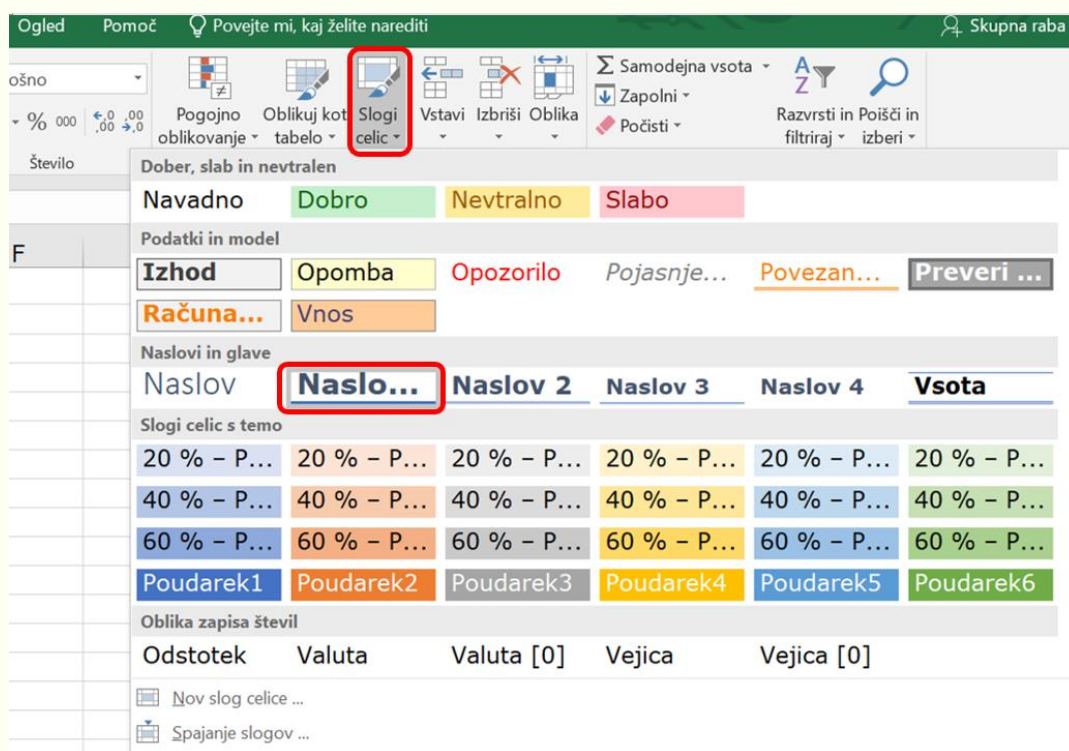 Ogled Pomoč Povejte mi, kaj želite narediti Skupna raba
ošno
% 000 ,0 ,00 ,00 ,0
Število
Pogojno oblikovanje
Oblikuj kot tabelo
Slogi celic
Vstavi Izbriši Oblika
Σ Samodejna vsota
Zapolni
Počisti
A Z
Razvrsti in filtriraj
Poišči in izberi
F
Dober, slab in nevtralen
Navadno Dobro Nevtralno Slabo
Podatki in model
Izhod Opomba Opozorilo Pojasnje... Povezan... Preveri ...
Računa... Vnos
Naslovi in glave
Naslov Naslo... Naslov 2 Naslov 3 Naslov 4 Vsota
Slogi celic s temo
20 % – P... 20 % – P... 20 % – P... 20 % – P... 20 % – P... 20 % – P...
40 % – P... 40 % – P... 40 % – P... 40 % – P... 40 % – P... 40 % – P...
60 % – P... 60 % – P... 60 % – P... 60 % – P... 60 % – P... 60 % – P...
Poudarek1 Poudarek2 Poudarek3 Poudarek4 Poudarek5 Poudarek6
Oblika zapisa števil
Odstotek Valuta Valuta [0] Vejica Vejica [0]
Nov slog celice ...
Spajanje slogov ...